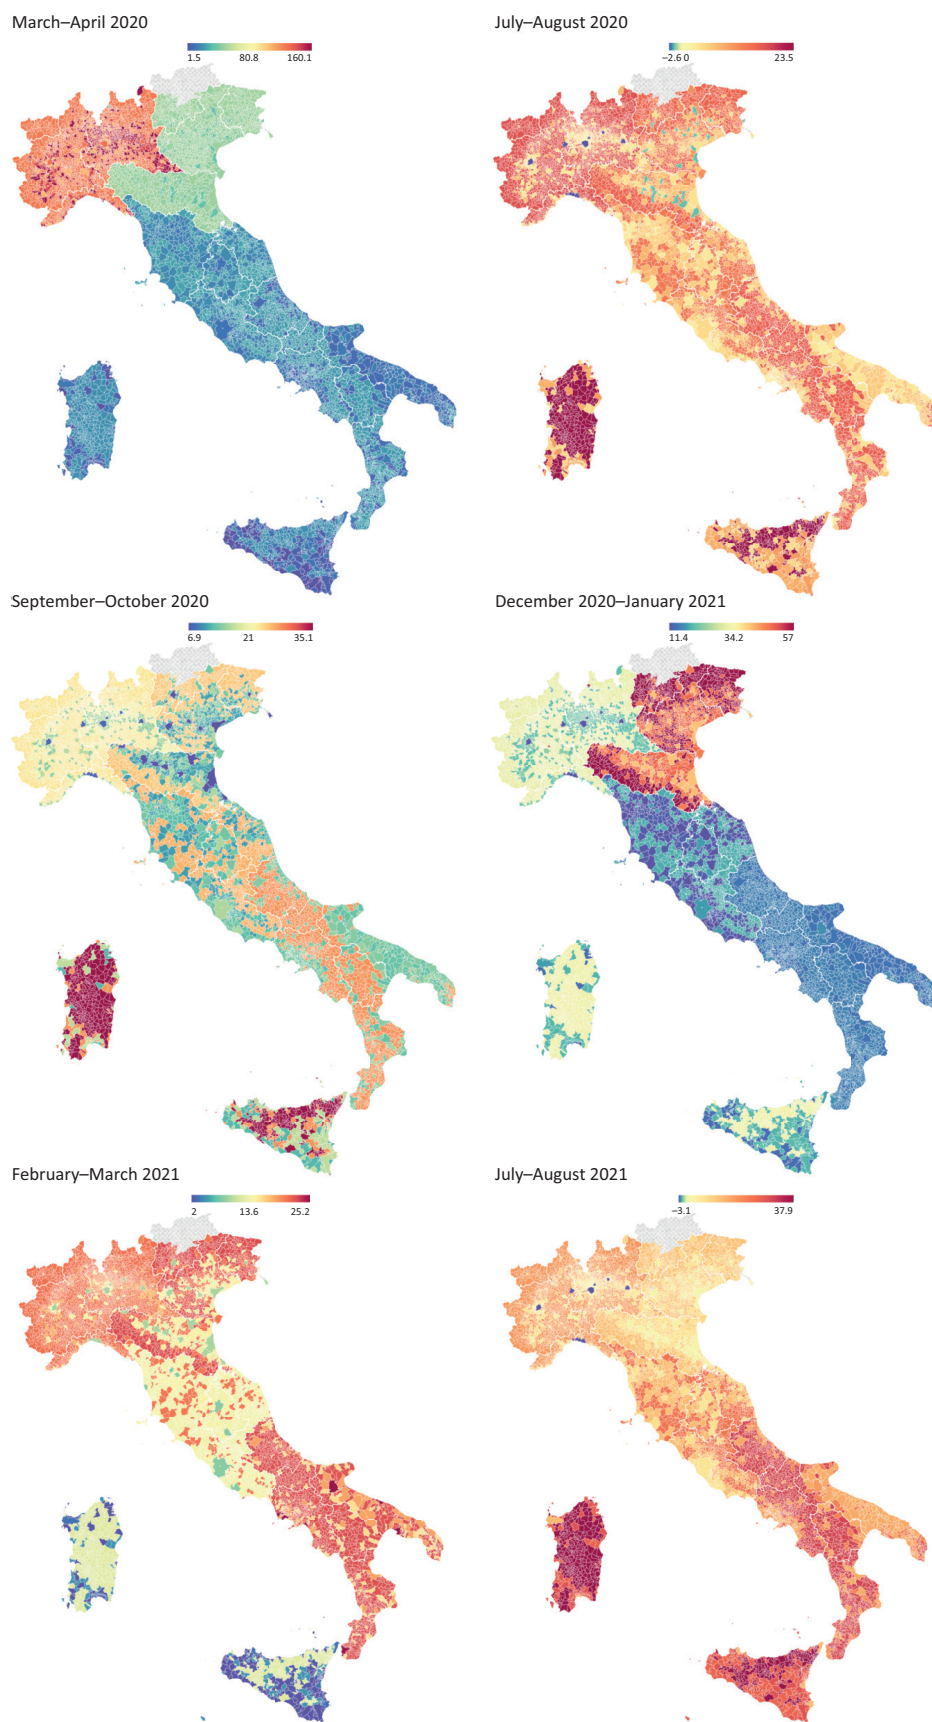 March–April 2020
1.5 80.8 160.1
July–August 2020
−2.6 0 23.5
September–October 2020
6.9 21 35.1
December 2020–January 2021
11.4 34.2 57
February–March 2021
2 13.6 25.2
July–August 2021
−3.1 37.9